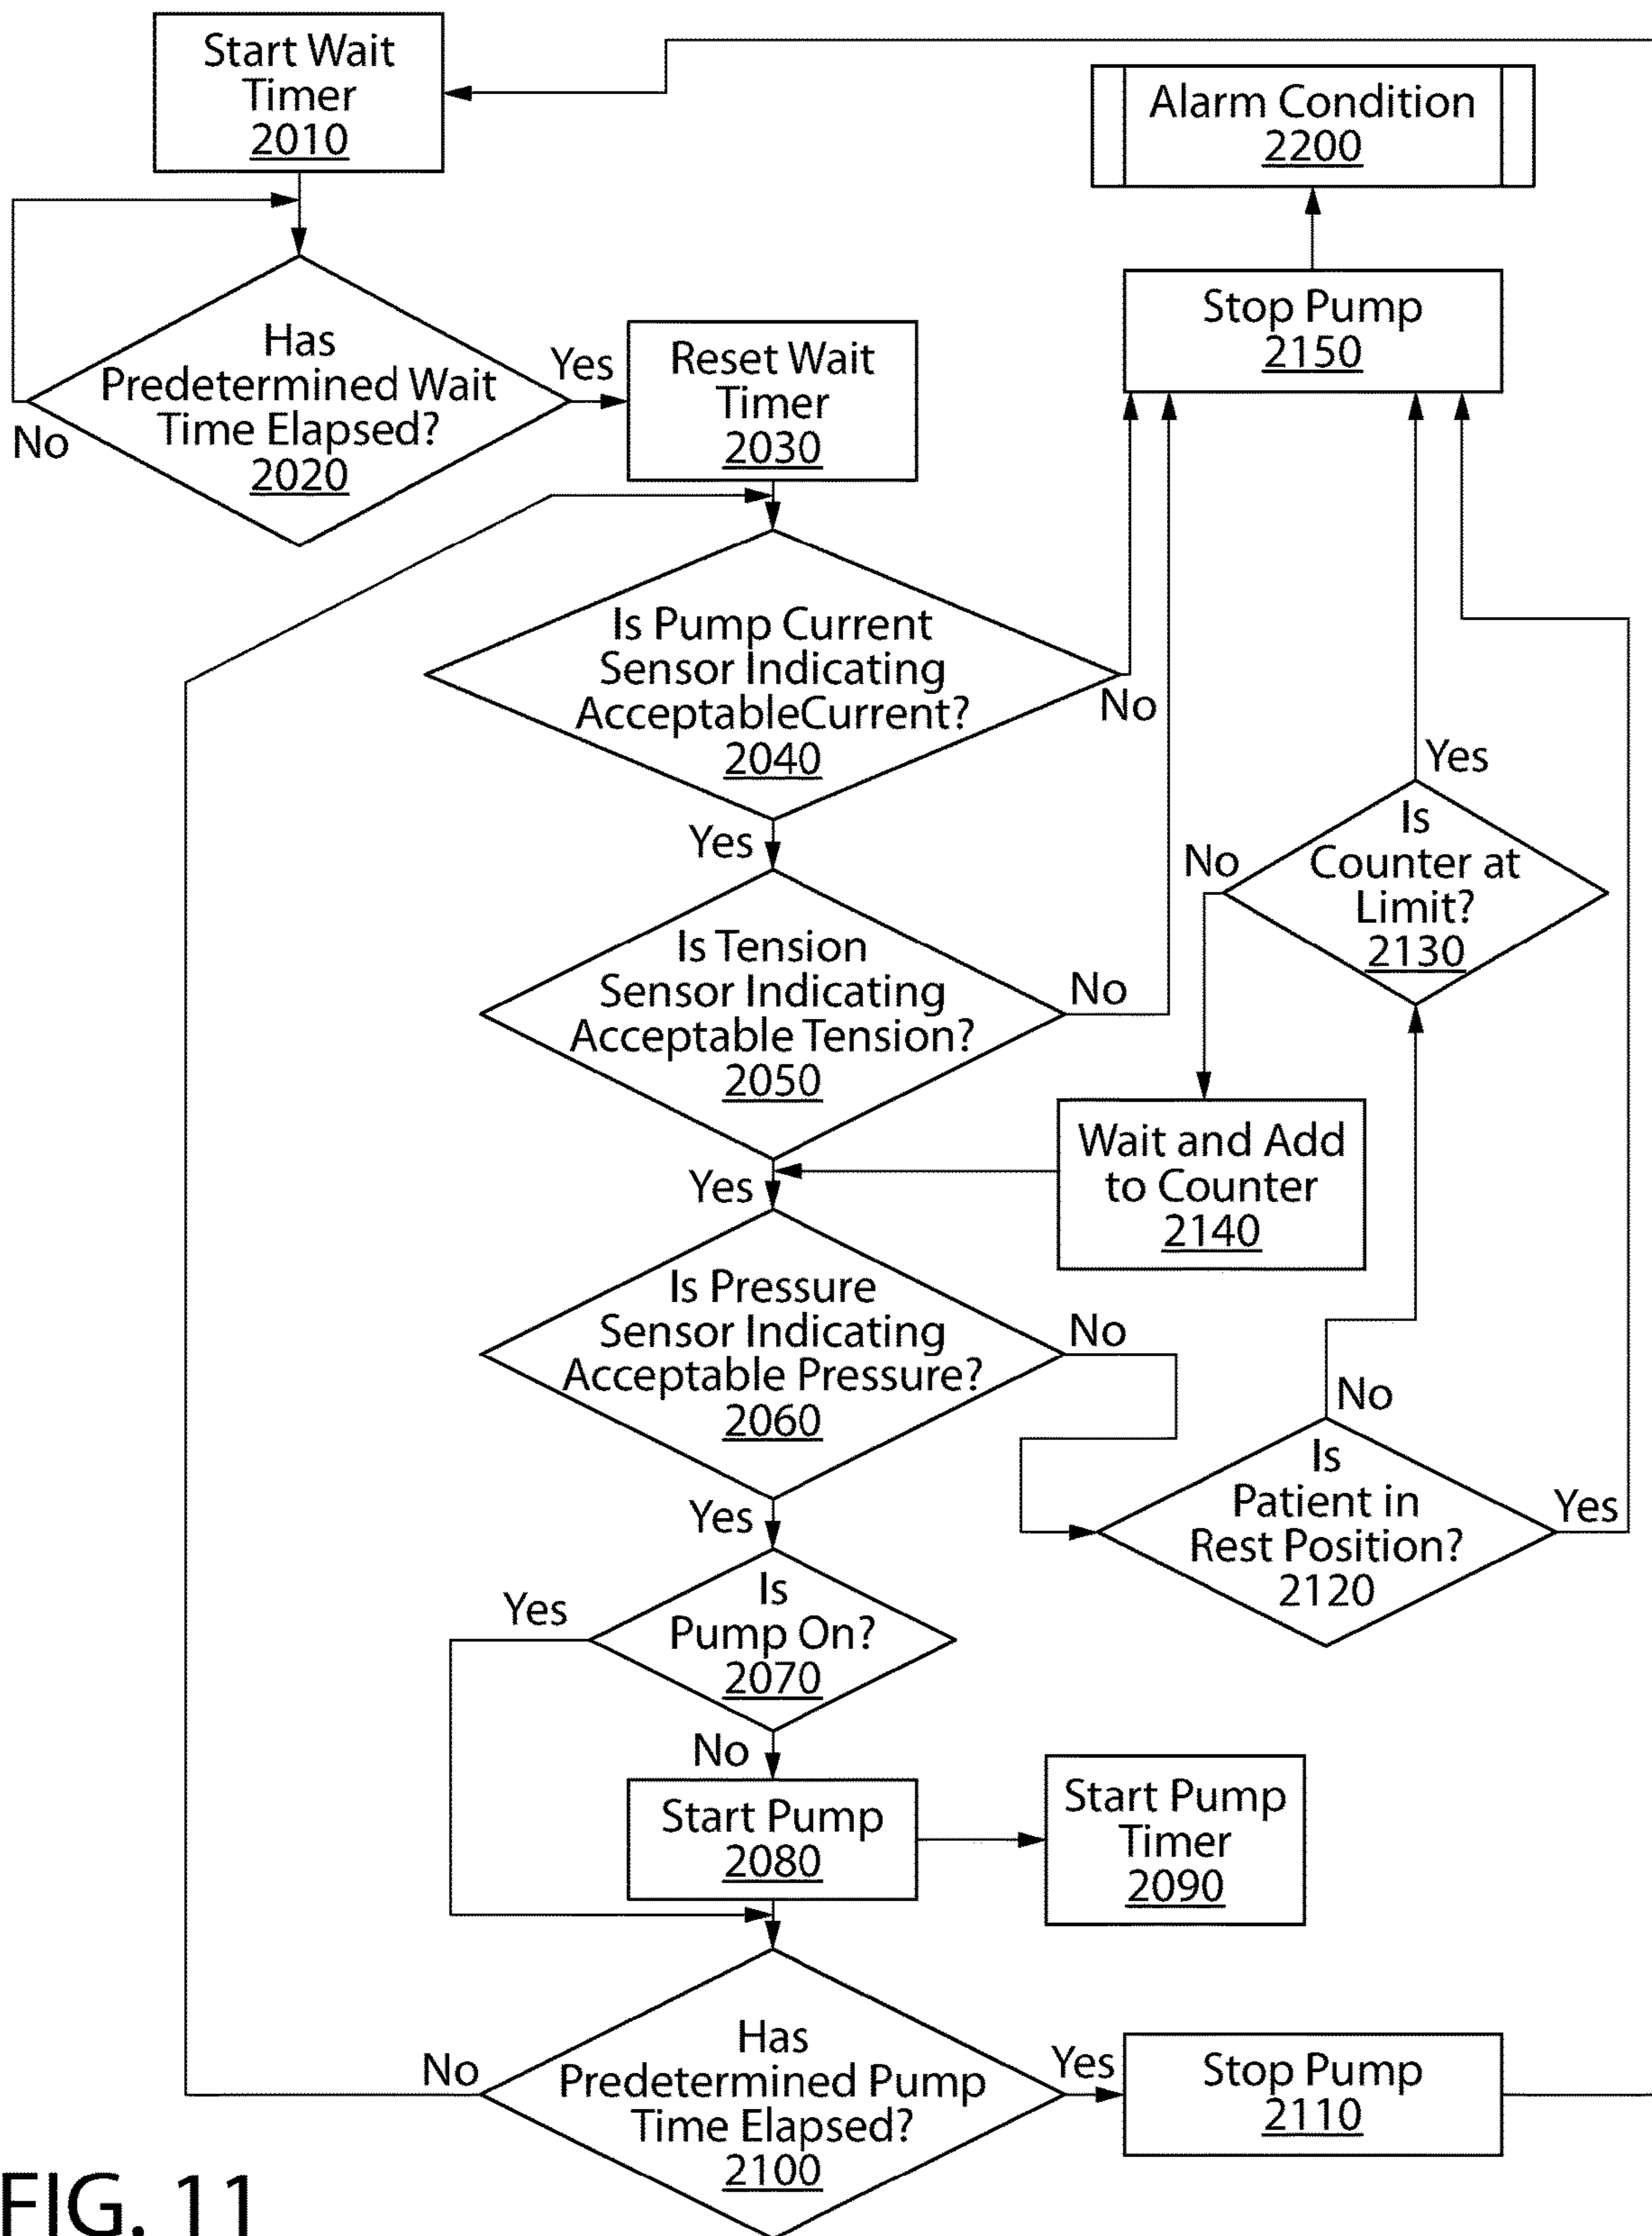 Start Wait
Timer
2010
Alarm Condition
2200
Stop Pump
2150
Has
Predetermined Wait
Time Elapsed?
2020
No
Yes
Reset Wait
Timer
2030
Is Pump Current
Sensor Indicating
AcceptableCurrent?
2040
No
Yes
Yes
Is
Counter at
Limit?
2130
No
Is Tension
Sensor Indicating
Acceptable Tension?
2050
No
Yes
Wait and Add
to Counter
2140
Is Pressure
Sensor Indicating
Acceptable Pressure?
2060
No
Yes
No
Is
Patient in
Rest Position?
2120
Yes
Is
Pump On?
2070
Yes
No
Start Pump
2080
Start Pump
Timer
2090
Has
Predetermined Pump
Time Elapsed?
2100
No
Yes
Stop Pump
2110
FIG. 11